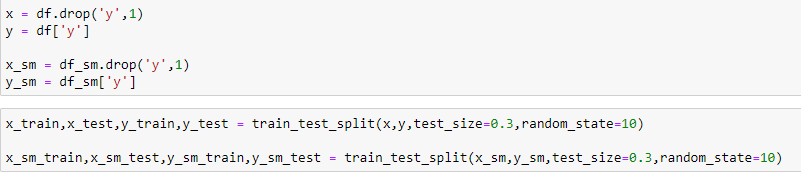 x = df.drop('y',1)
y = df['y']
x_sm = df_sm.drop('y',1)
y_sm = df_sm['y']
x_train,x_test,y_train,y_test = train_test_split(x,y,test_size=0.3,random_state=10)
x_sm_train,x_sm_test,y_sm_train,y_sm_test = train_test_split(x_sm,y_sm,test_size=0.3,random_state=10)